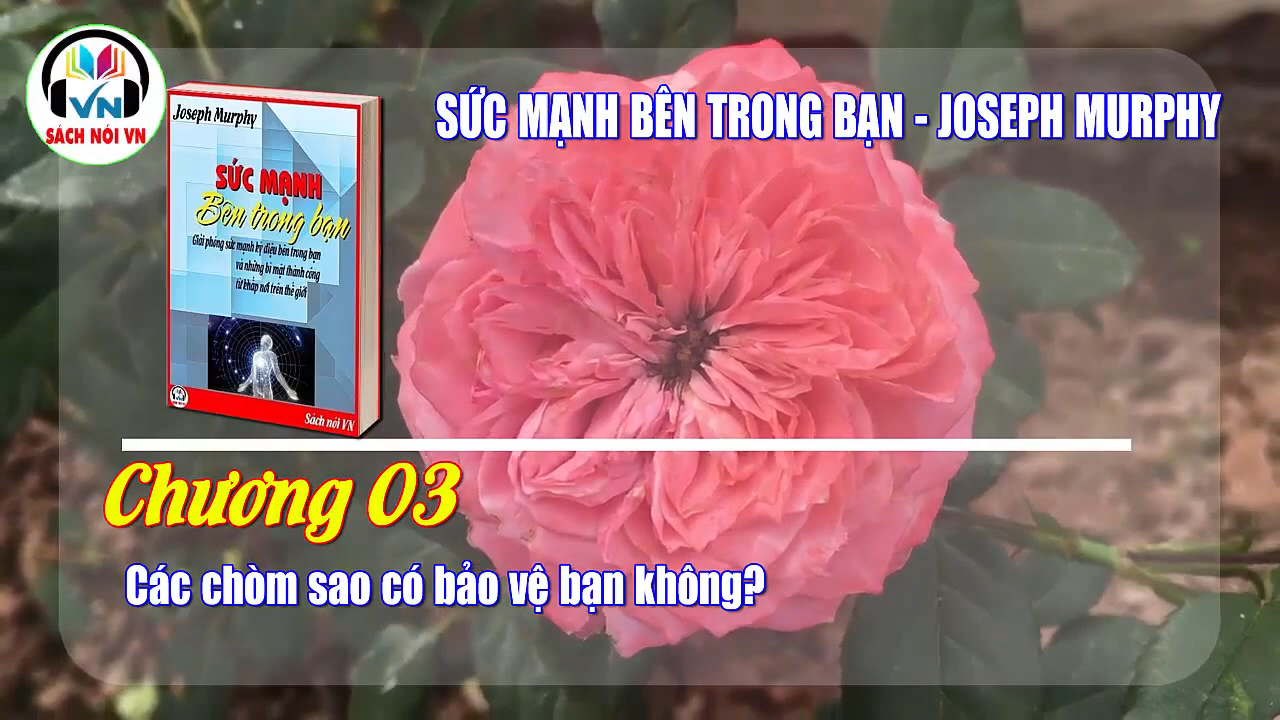 VN
SÁCH NÓI VN
SỨC MẠNH BÊN TRONG BẠN - JOSEPH MURPHY
Joseph Murphy
SỨC MẠNH
Bên trong bạn
Giải phóng sức mạnh kỳ diệu bên trong bạn
và những bí mật thành công
từ khắp nơi trên thế giới
Sách nói VN
Chương 03
Các chòm sao có bảo vệ bạn không?